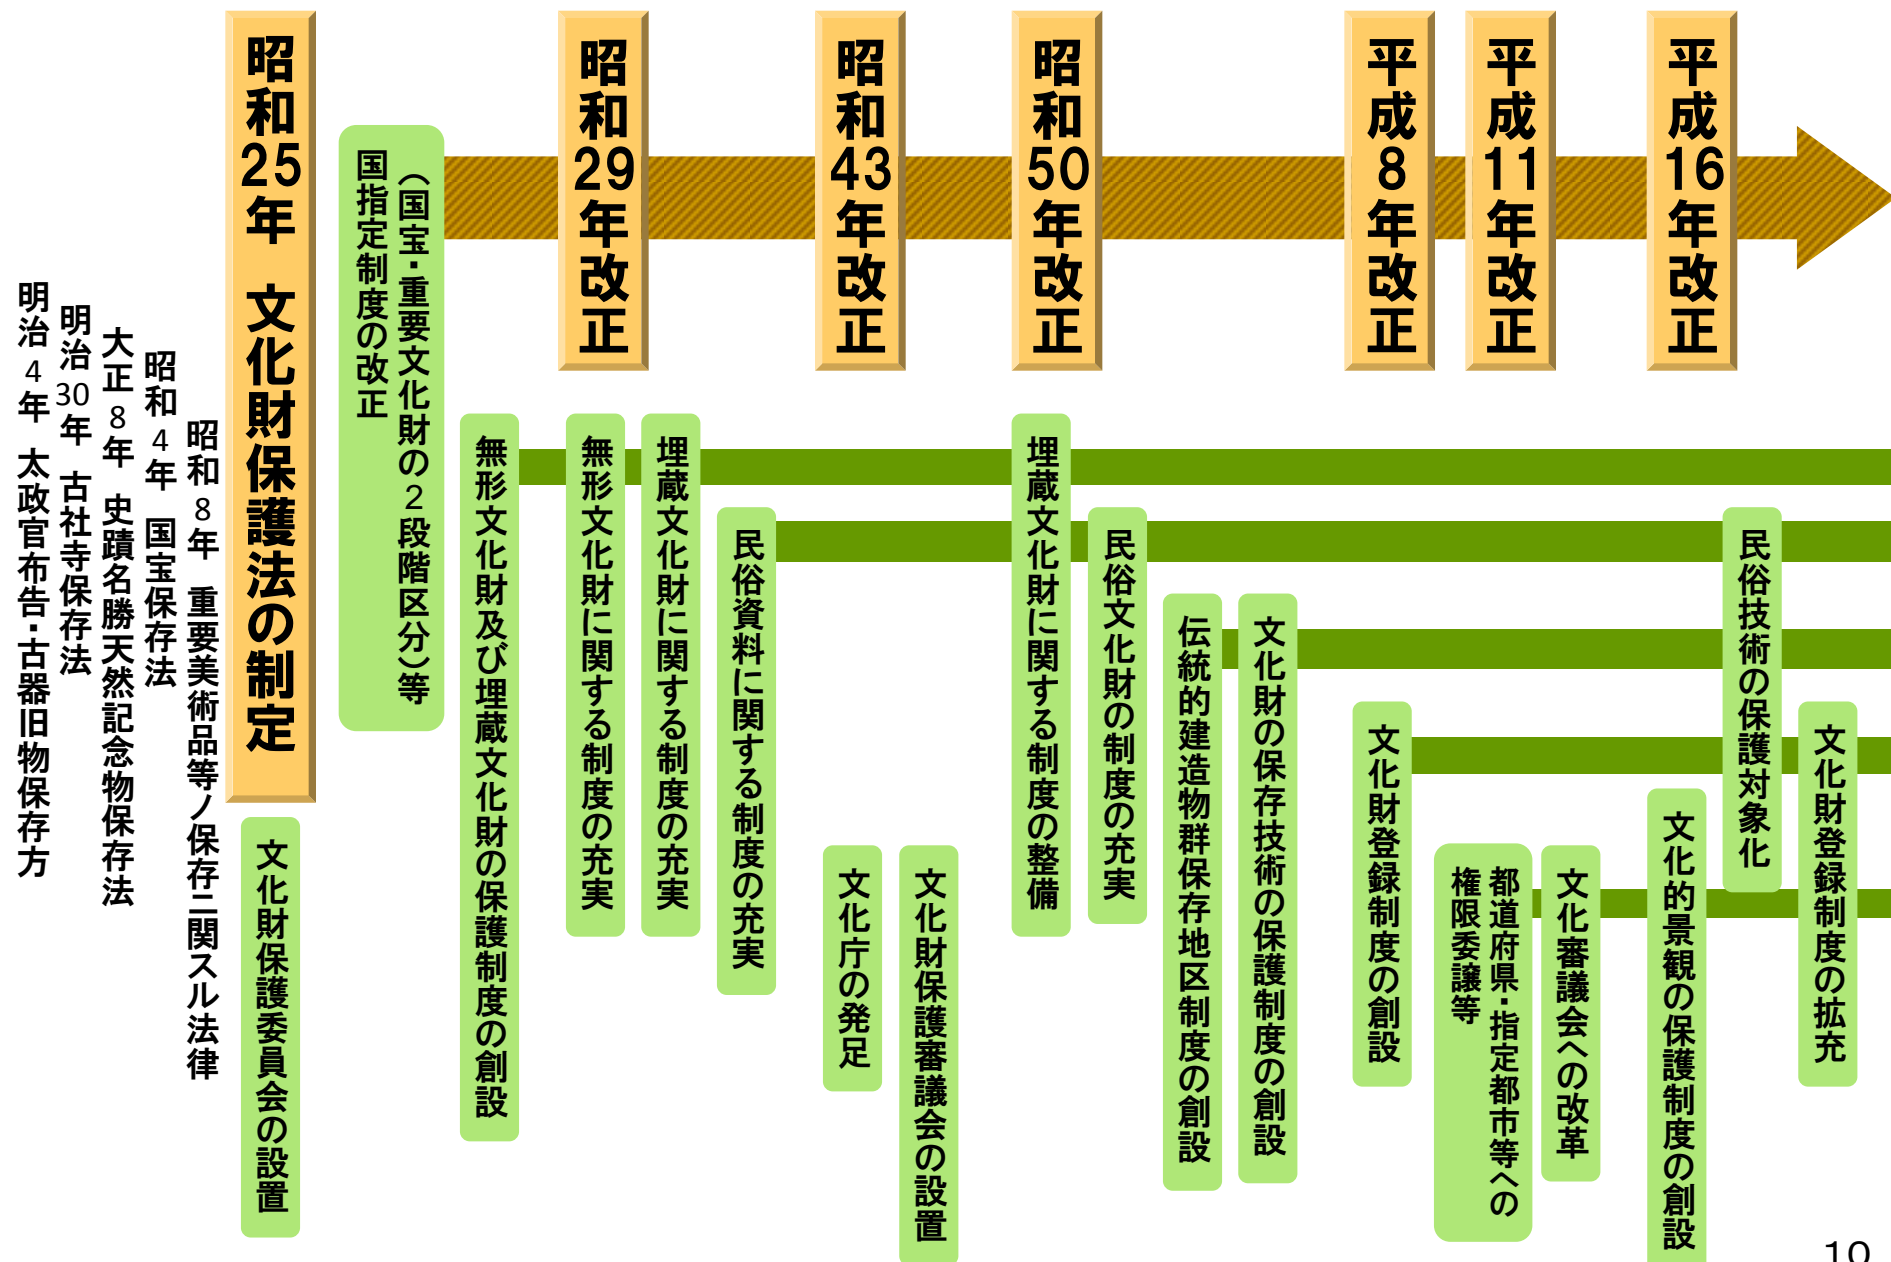 明治4年 太政官布告・古器旧物保存方
明治30年 古社寺保存法
大正8年 史蹟名勝天然記念物保存法
昭和4年 国宝保存法
昭和8年 重要美術品等ノ保存ニ関スル法律
昭和25年 文化財保護法の制定
文化財保護委員会の設置
国指定制度の改正
（国宝・重要文化財の2段階区分）等
無形文化財及び埋蔵文化財の保護制度の創設
昭和29年改正
無形文化財に関する制度の充実
埋蔵文化財に関する制度の充実
民俗資料に関する制度の充実
昭和43年改正
文化庁の発足
文化財保護審議会の設置
昭和50年改正
埋蔵文化財に関する制度の整備
民俗文化財の制度の充実
伝統的建造物群保存地区制度の創設
文化財の保存技術の保護制度の創設
平成8年改正
文化財登録制度の創設
平成11年改正
都道府県・指定都市等への
権限委譲等
文化審議会への改革
平成16年改正
文化的景観の保護制度の創設
民俗技術の保護対象化
文化財登録制度の拡充
10